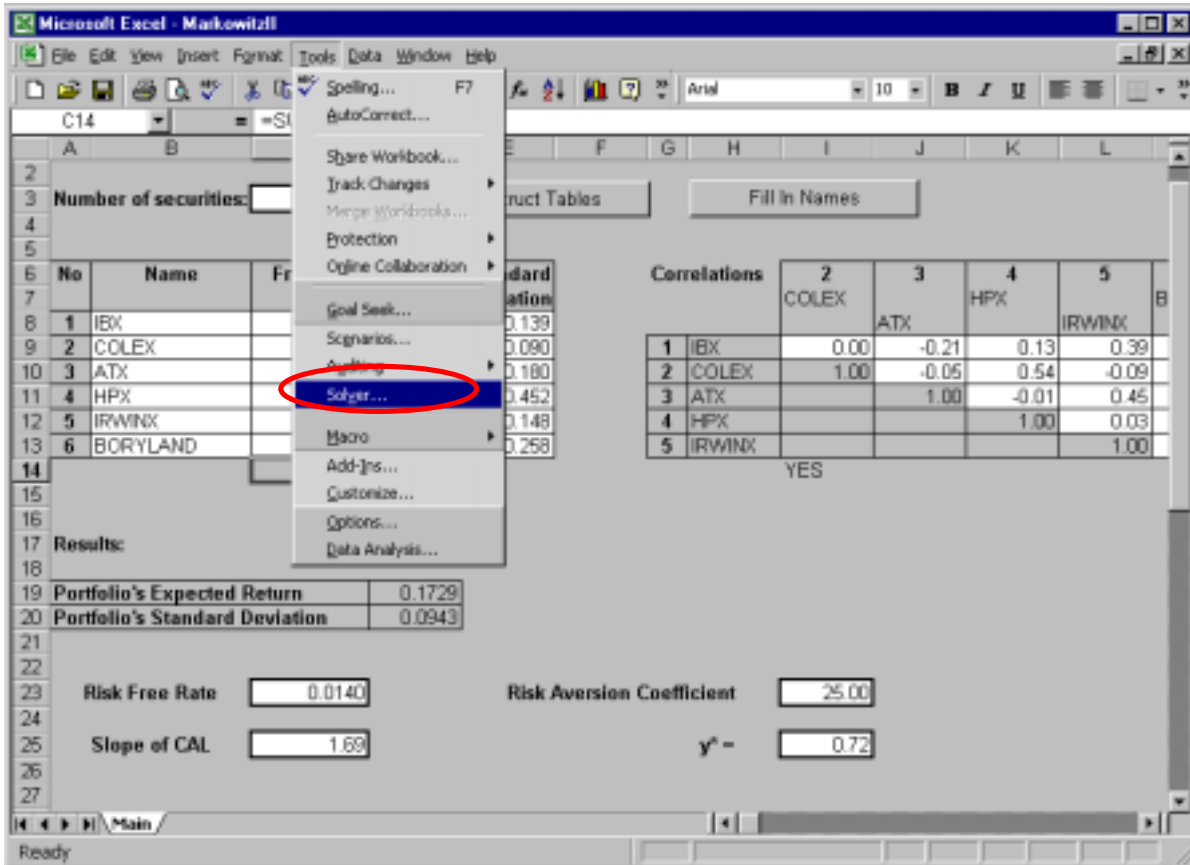 Microsoft Excel - MarkowitzII
File Edit View Insert Format Tools Data Window Help
Arial 10 B I U
C14 = =SU
Spelling... F7
AutoCorrect...
Share Workbook...
Track Changes
Merge Workbooks...
Protection
Online Collaboration
Goal Seek...
Scenarios...
Auditing
Solver...
Macro
Add-Ins...
Customize...
Options...
Data Analysis...
A B E F G H I J K L
2
3 Number of securities: truct Tables Fill In Names
4
5
6 No Name Fr dard Correlations 2 3 4 5
7 ation COLEX HPX B
8 1 IBX 0.139 ATX IRWINX
9 2 COLEX 0.090 1 IBX 0.00 -0.21 0.13 0.39
10 3 ATX 0.180 2 COLEX 1.00 -0.05 0.54 -0.09
11 4 HPX 0.452 3 ATX 1.00 -0.01 0.45
12 5 IRWINX 0.148 4 HPX 1.00 0.03
13 6 BORYLAND 0.258 5 IRWINX 1.00
14 YES
15
16
17 Results:
18
19 Portfolio's Expected Return 0.1729
20 Portfolio's Standard Deviation 0.0943
21
22
23 Risk Free Rate 0.0140 Risk Aversion Coefficient 25.00
24
25 Slope of CAL 1.69 y* = 0.72
26
27
Main
Ready